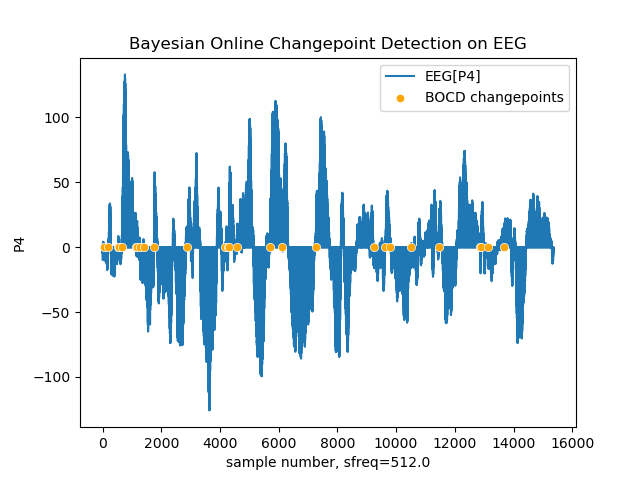 Bayesian Online Changepoint Detection on EEG
EEG[P4]
BOCD changepoints
P4
100
50
0
−50
−100
0 2000 4000 6000 8000 10000 12000 14000 16000
sample number, sfreq=512.0